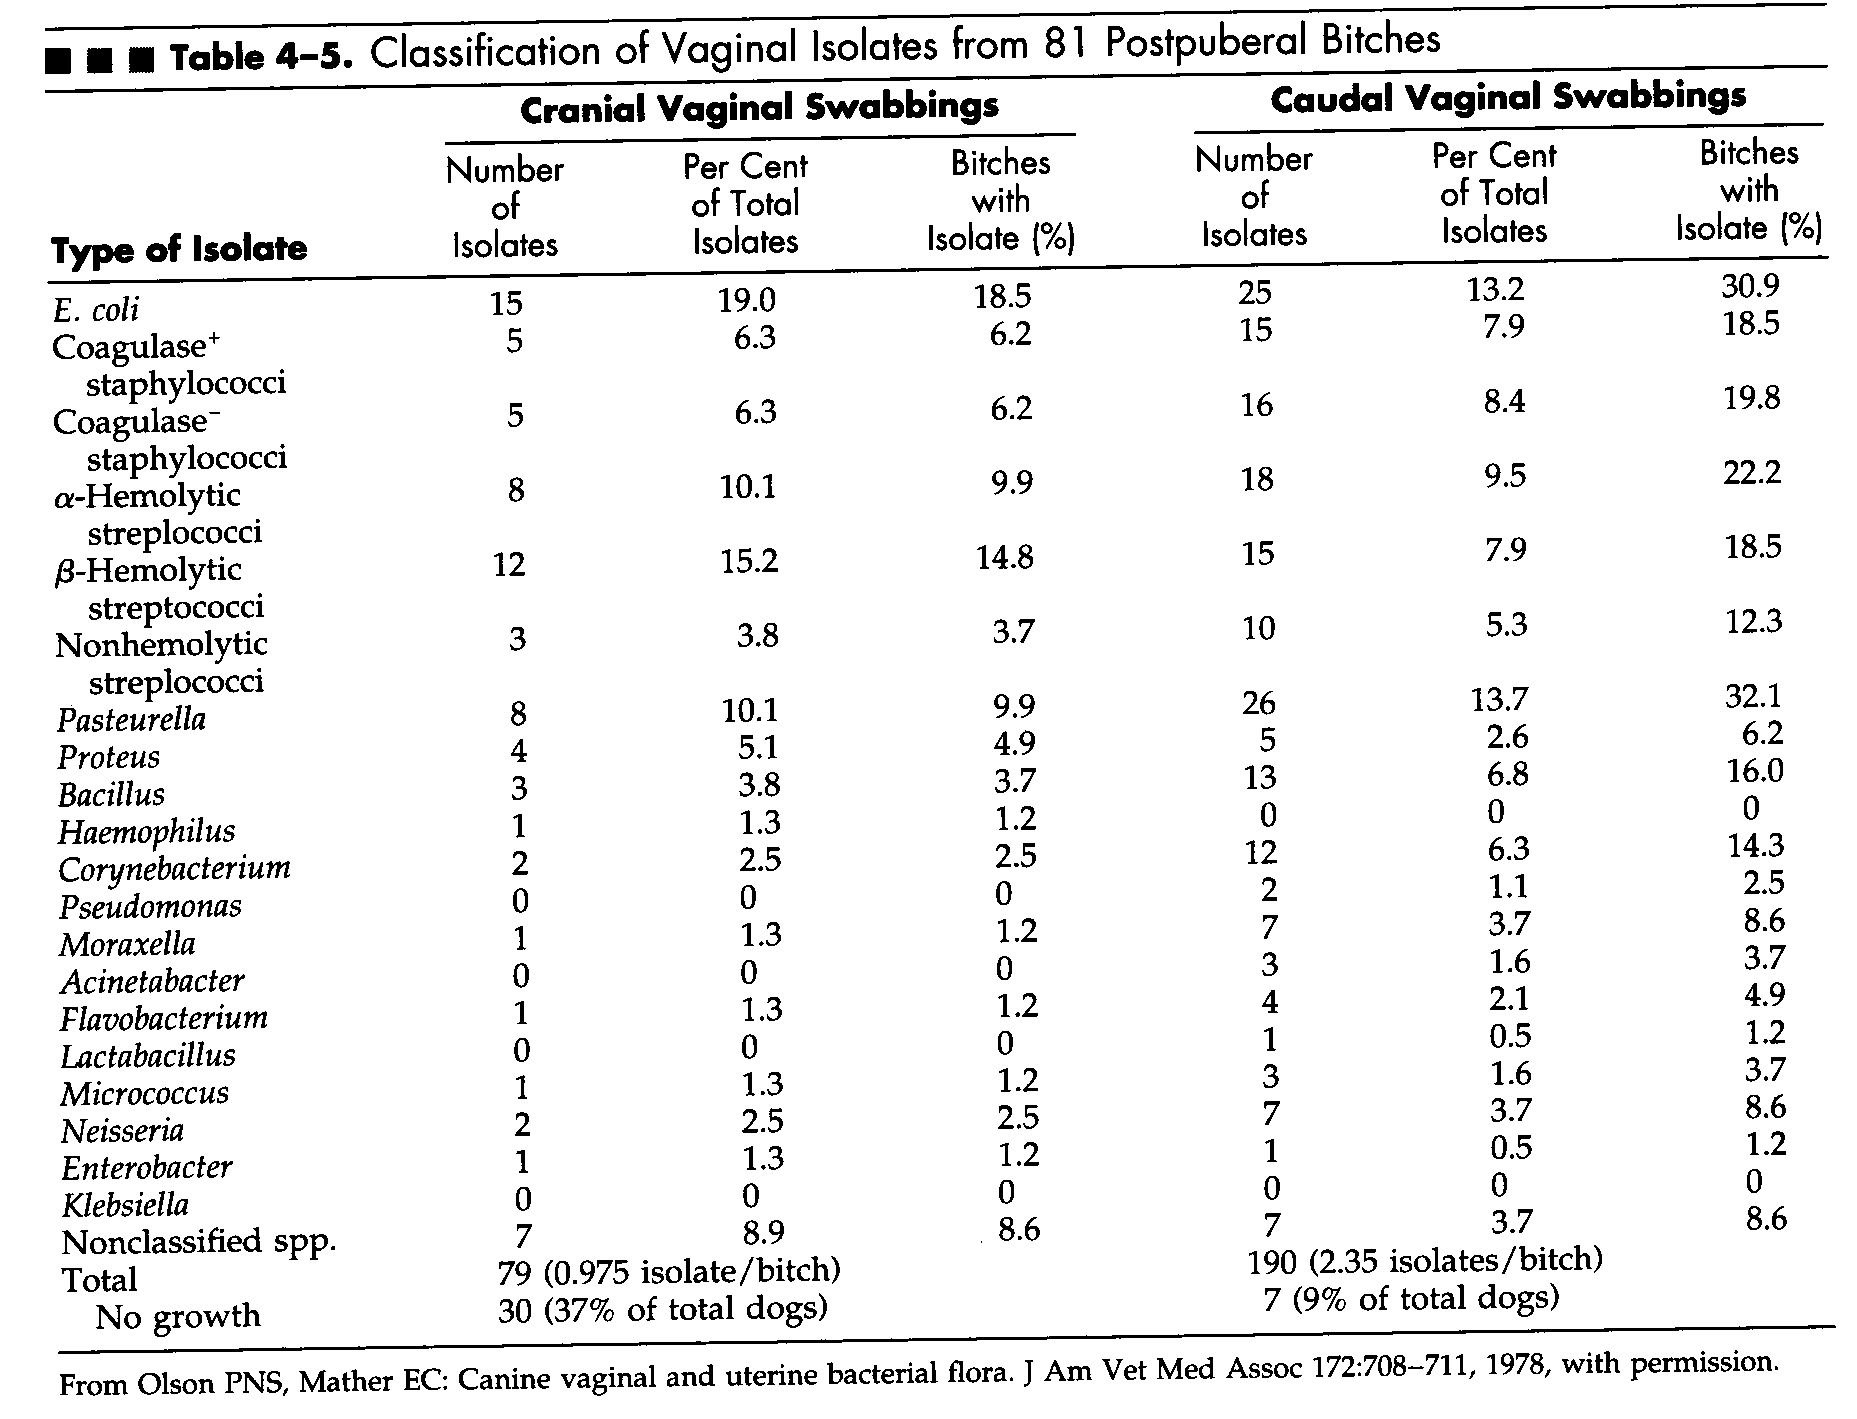 ■ ■ ■ Table 4–5. Classification of Vaginal Isolates from 81 Postpuberal Bitches
Cranial Vaginal Swabbings Caudal Vaginal Swabbings
Number Per Cent Bitches Number Per Cent Bitches
of of Total with of of Total with
Type of Isolate Isolates Isolates Isolate (%) Isolates Isolates Isolate (%)
E. coli 15 19.0 18.5 25 13.2 30.9
Coagulase⁺ 5 6.3 6.2 15 7.9 18.5
staphylococci
Coagulase⁻ 5 6.3 6.2 16 8.4 19.8
staphylococci
α-Hemolytic 8 10.1 9.9 18 9.5 22.2
streplococci
β-Hemolytic 12 15.2 14.8 15 7.9 18.5
streptococci
Nonhemolytic 3 3.8 3.7 10 5.3 12.3
streplococci
Pasteurella 8 10.1 9.9 26 13.7 32.1
Proteus 4 5.1 4.9 5 2.6 6.2
Bacillus 3 3.8 3.7 13 6.8 16.0
Haemophilus 1 1.3 1.2 0 0 0
Corynebacterium 2 2.5 2.5 12 6.3 14.3
Pseudomonas 0 0 0 2 1.1 2.5
Moraxella 1 1.3 1.2 7 3.7 8.6
Acinetabacter 0 0 0 3 1.6 3.7
Flavobacterium 1 1.3 1.2 4 2.1 4.9
Lactabacillus 0 0 0 1 0.5 1.2
Micrococcus 1 1.3 1.2 3 1.6 3.7
Neisseria 2 2.5 2.5 7 3.7 8.6
Enterobacter 1 1.3 1.2 1 0.5 1.2
Klebsiella 0 0 0 0 0 0
Nonclassified spp. 7 8.9 8.6 7 3.7 8.6
Total 79 (0.975 isolate/bitch) 190 (2.35 isolates/bitch)
No growth 30 (37% of total dogs) 7 (9% of total dogs)
From Olson PNS, Mather EC: Canine vaginal and uterine bacterial flora. J Am Vet Med Assoc 172:708–711, 1978, with permission.